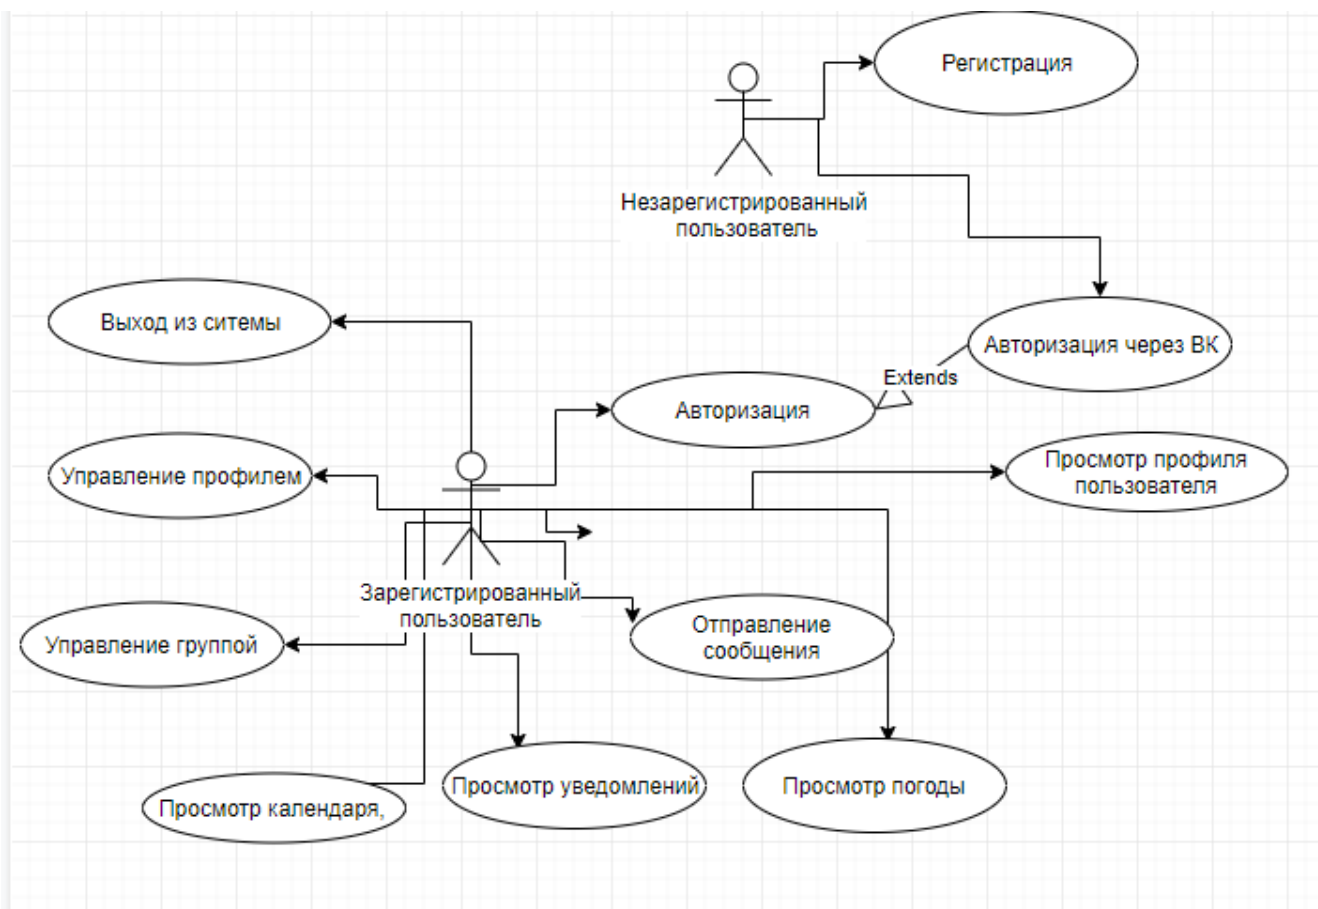 Регистрация
Незарегистрированный
пользователь
Выход из ситемы
Авторизация через ВК
Extends
Авторизация
Управление профилем
Просмотр профиля
пользователя
Зарегистрированный
пользователь
Управление группой
Отправление
сообщения
Просмотр календаря,
Просмотр уведомлений
Просмотр погоды